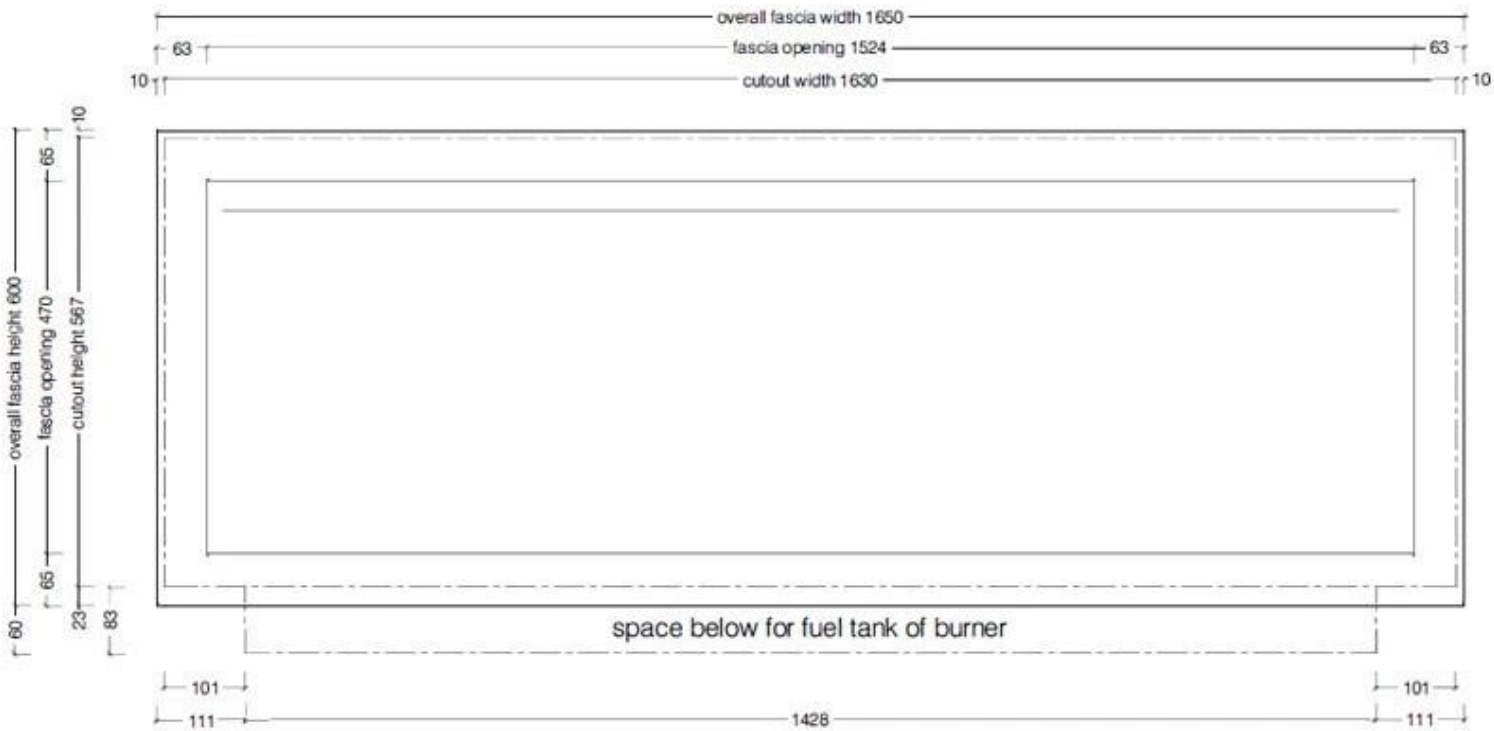 overall fascia width 1650
63 fascia opening 1524 63
10 cutout width 1630 10
overall fascia height 600
60
65
fascia opening 470
65
10
cutout height 567
23
83
space below for fuel tank of burner
101 101
111 1428 111